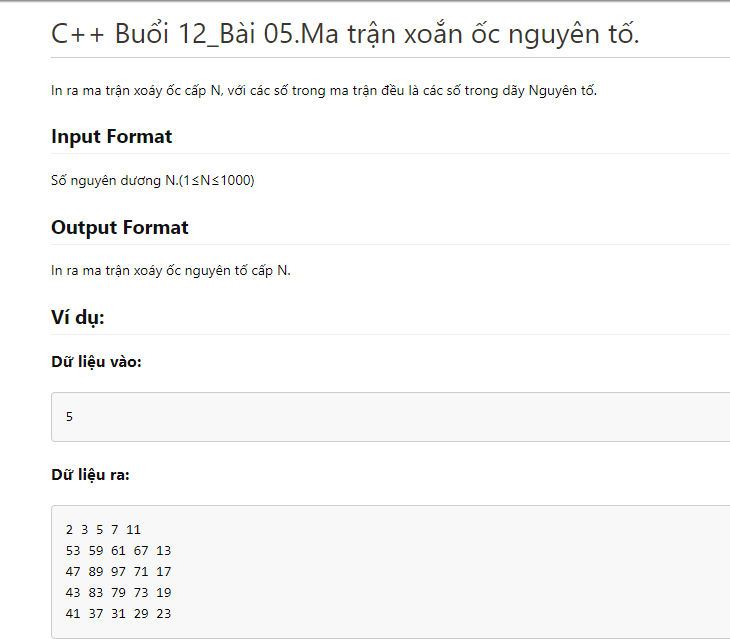 C++ Buổi 12_Bài 05.Ma trận xoắn ốc nguyên tố.
In ra ma trận xoáy ốc cấp N, với các số trong ma trận đều là các số trong dãy Nguyên tố.
Input Format
Số nguyên dương N.(1≤N≤1000)
Output Format
In ra ma trận xoáy ốc nguyên tố cấp N.
Ví dụ:
Dữ liệu vào:
5
Dữ liệu ra:
2 3 5 7 11
53 59 61 67 13
47 89 97 71 17
43 83 79 73 19
41 37 31 29 23